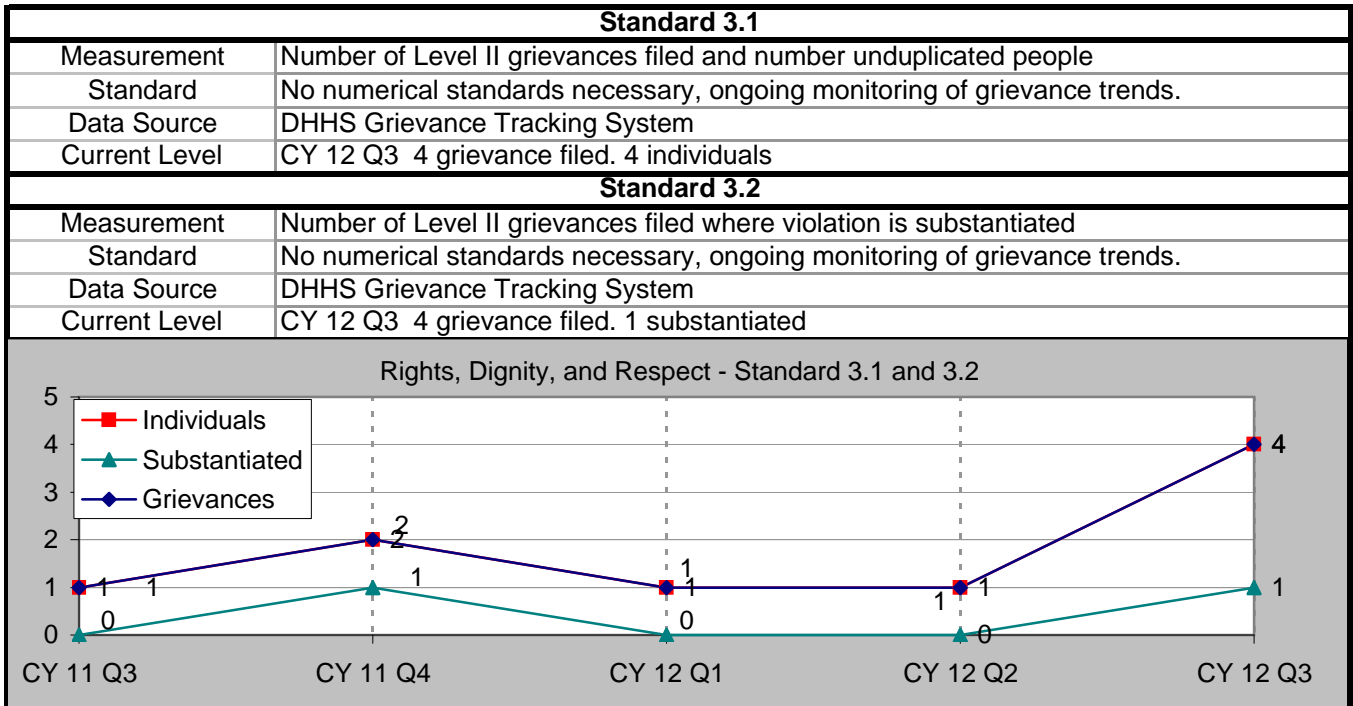 Standard 3.1
Measurement Number of Level II grievances filed and number unduplicated people
Standard No numerical standards necessary, ongoing monitoring of grievance trends.
Data Source DHHS Grievance Tracking System
Current Level CY 12 Q3 4 grievance filed. 4 individuals
Standard 3.2
Measurement Number of Level II grievances filed where violation is substantiated
Standard No numerical standards necessary, ongoing monitoring of grievance trends.
Data Source DHHS Grievance Tracking System
Current Level CY 12 Q3 4 grievance filed. 1 substantiated
Rights, Dignity, and Respect - Standard 3.1 and 3.2
5
Individuals
4 4
Substantiated
3
Grievances
2 2
2
1
1 1 1 1 1 1 1
1
0 0
0 0
CY 11 Q3 CY 11 Q4 CY 12 Q1 CY 12 Q2 CY 12 Q3